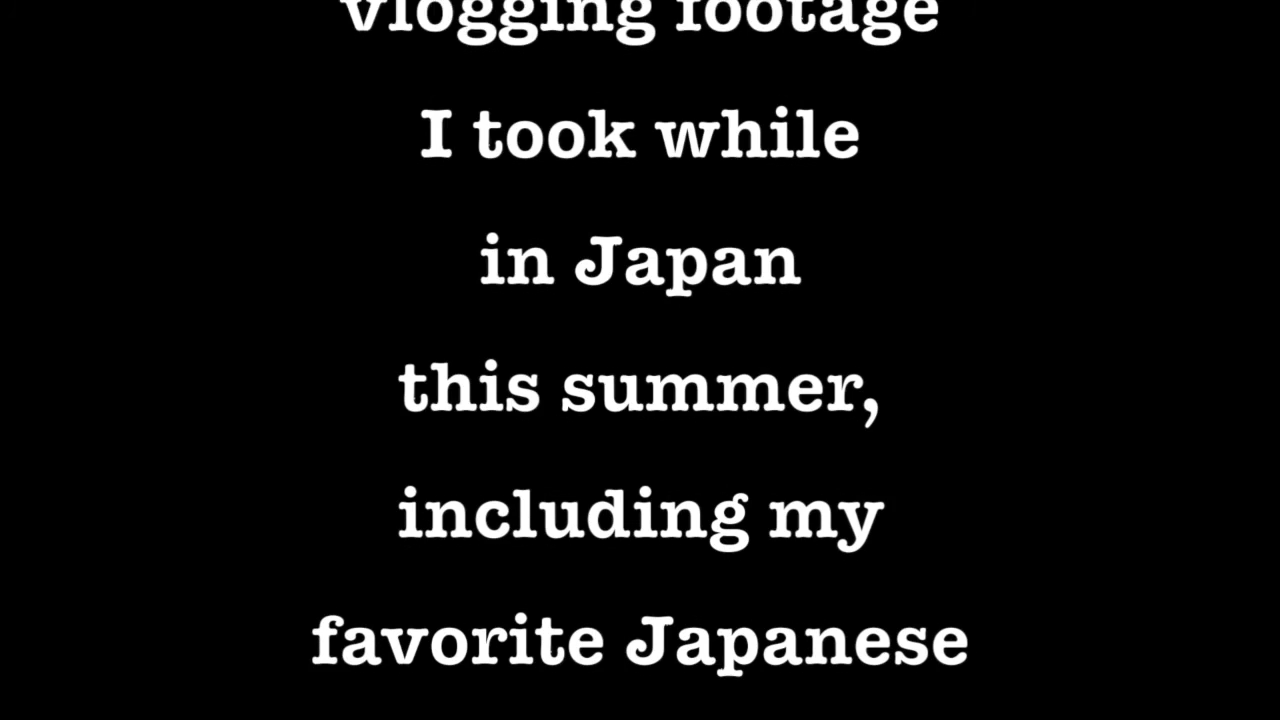 vlogging footage
I took while
in Japan
this summer,
including my
favorite Japanese